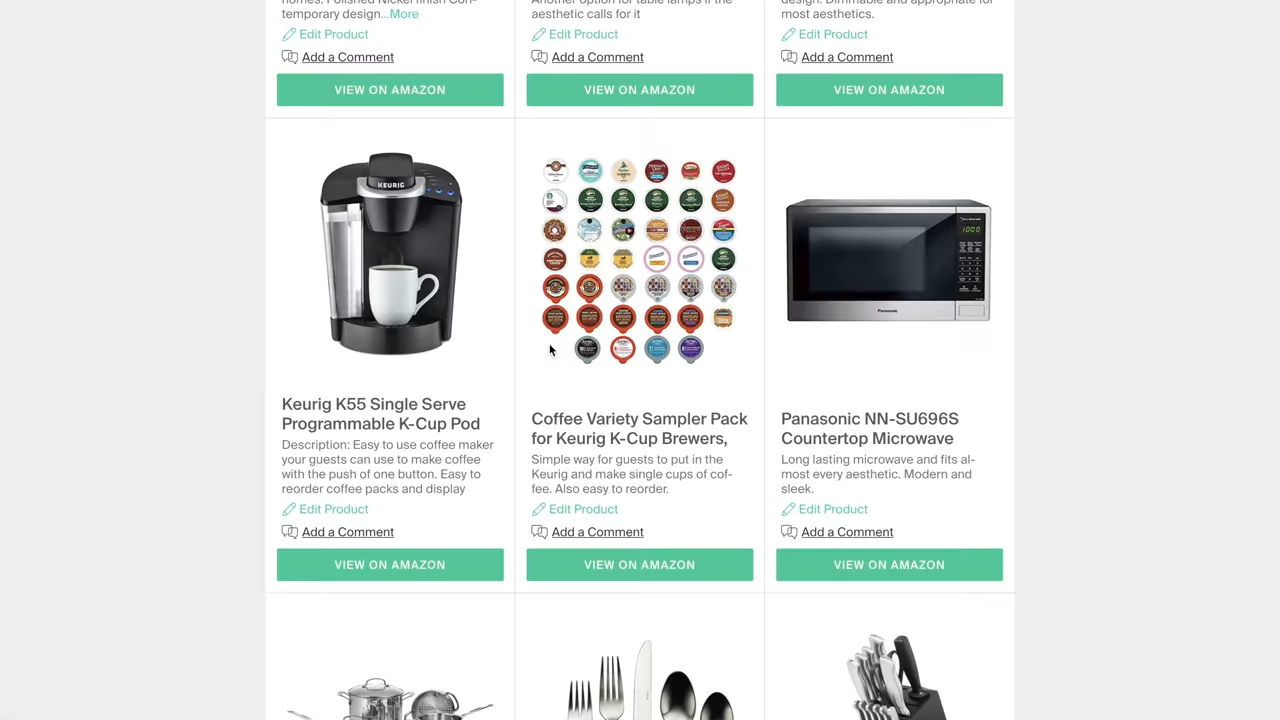 homes. Polished Nickel finish Con-
temporary design...More
Edit Product
Add a Comment
VIEW ON AMAZON
Another option for table lamps if the
aesthetic calls for it
Edit Product
Add a Comment
VIEW ON AMAZON
design. Dimmable and appropriate for
most aesthetics.
Edit Product
Add a Comment
VIEW ON AMAZON
KEURIG
Keurig K55 Single Serve
Programmable K-Cup Pod
Description: Easy to use coffee maker
your guests can use to make coffee
with the push of one button. Easy to
reorder coffee packs and display
Edit Product
Add a Comment
VIEW ON AMAZON
Coffee Variety Sampler Pack
for Keurig K-Cup Brewers,
Simple way for guests to put in the
Keurig and make single cups of cof-
fee. Also easy to reorder.
Edit Product
Add a Comment
VIEW ON AMAZON
1000
Panasonic
Panasonic NN-SU696S
Countertop Microwave
Long lasting microwave and fits al-
most every aesthetic. Modern and
sleek.
Edit Product
Add a Comment
VIEW ON AMAZON